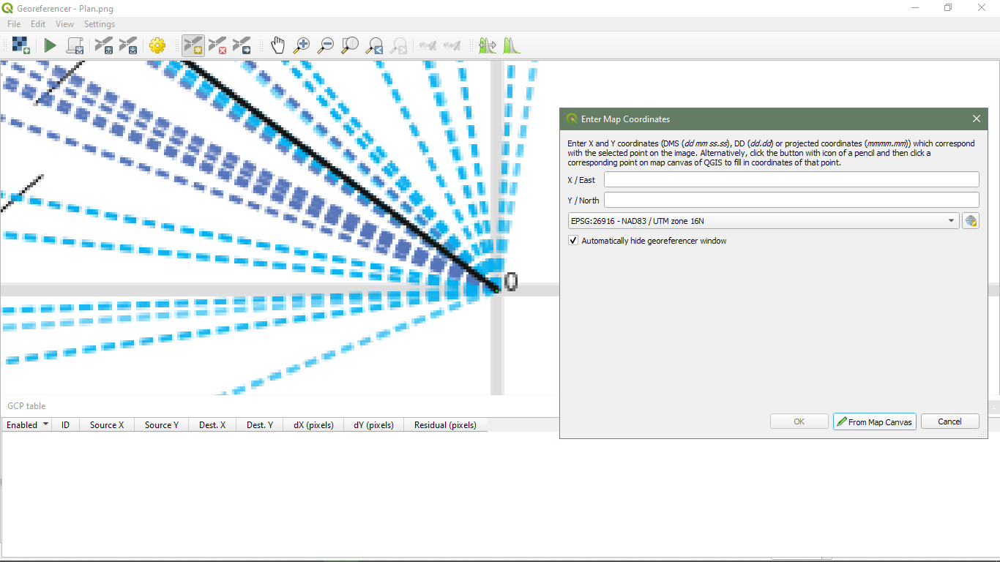 Georeferencer - Plan.png
File Edit View Settings
Enter Map Coordinates
Enter X and Y coordinates (DMS (dd mm ss.ss), DD (dd.dd) or projected coordinates (mmmm.mm)) which correspond
with the selected point on the image. Alternatively, click the button with icon of a pencil and then click a
corresponding point on map canvas of QGIS to fill in coordinates of that point.
X / East
Y / North
EPSG:26916 - NAD83 / UTM zone 16N
Automatically hide georeferencer window
0
OK From Map Canvas Cancel
GCP table
Enabled ID Source X Source Y Dest. X Dest. Y dX (pixels) dY (pixels) Residual (pixels)